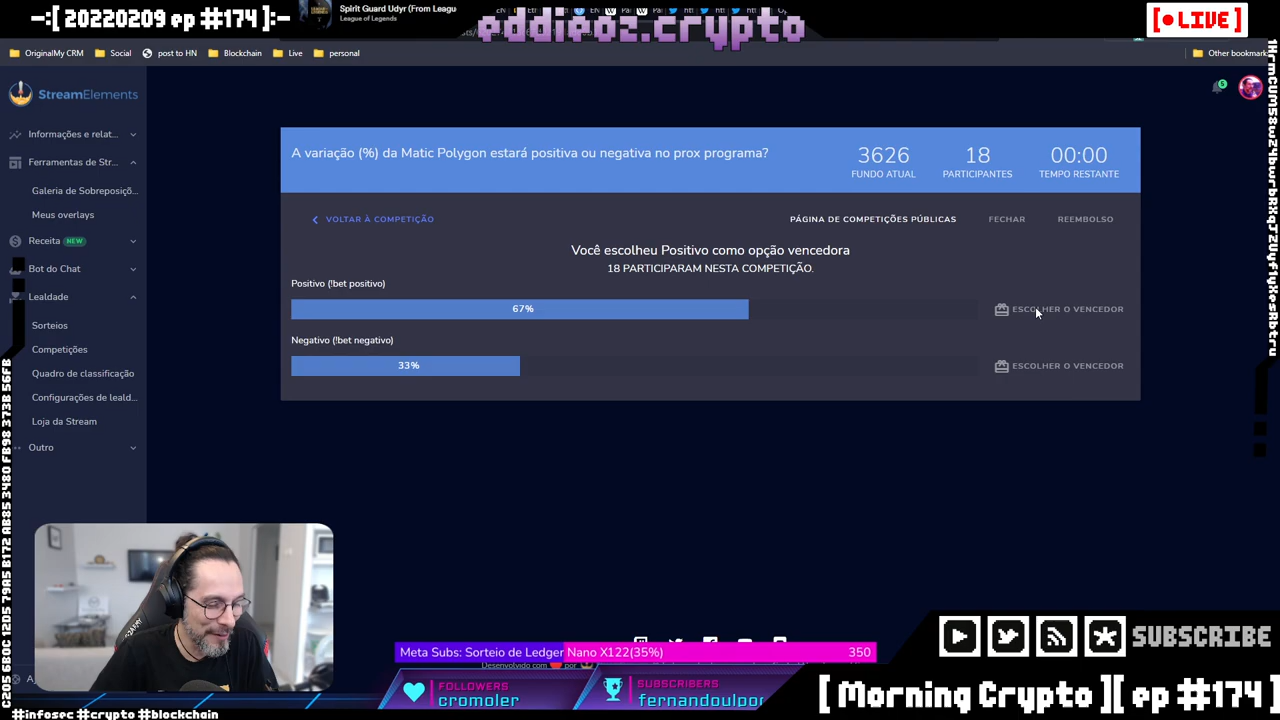 -:[ 20220209 ep #174 ]:-
Spirit Guard Udyr (From Leagu
League of Legends
eddieoz.crypto
[ LIVE ]
OriginalMy CRM
Social
post to HN
Blockchain
Live
personal
Other bookmark
StreamElements
5
Informações e relat...
Ferramentas de Str...
Galeria de Sobreposiçõ...
Meus overlays
Receita NEW
Bot do Chat
Lealdade
Sorteios
Competições
Quadro de classificação
Configurações de leald...
Loja da Stream
Outro
A variação (%) da Matic Polygon estará positiva ou negativa no prox programa?
3626
FUNDO ATUAL
18
PARTICIPANTES
00:00
TEMPO RESTANTE
VOLTAR À COMPETIÇÃO
PÁGINA DE COMPETIÇÕES PÚBLICAS
FECHAR
REEMBOLSO
Você escolheu Positivo como opção vencedora
18 PARTICIPARAM NESTA COMPETIÇÃO.
Positivo (!bet positivo)
67%
ESCOLHER O VENCEDOR
Negativo (!bet negativo)
33%
ESCOLHER O VENCEDOR
Meta Subs: Sorteio de Ledger Nano X122(35%)
350
Desenvolvido com
por
FOLLOWERS
cromoler
SUBSCRIBERS
fernandoulpor
SUBSCRIBE
[ Morning Crypto ][ ep #174 ]
#infosec #crypto #blockchain